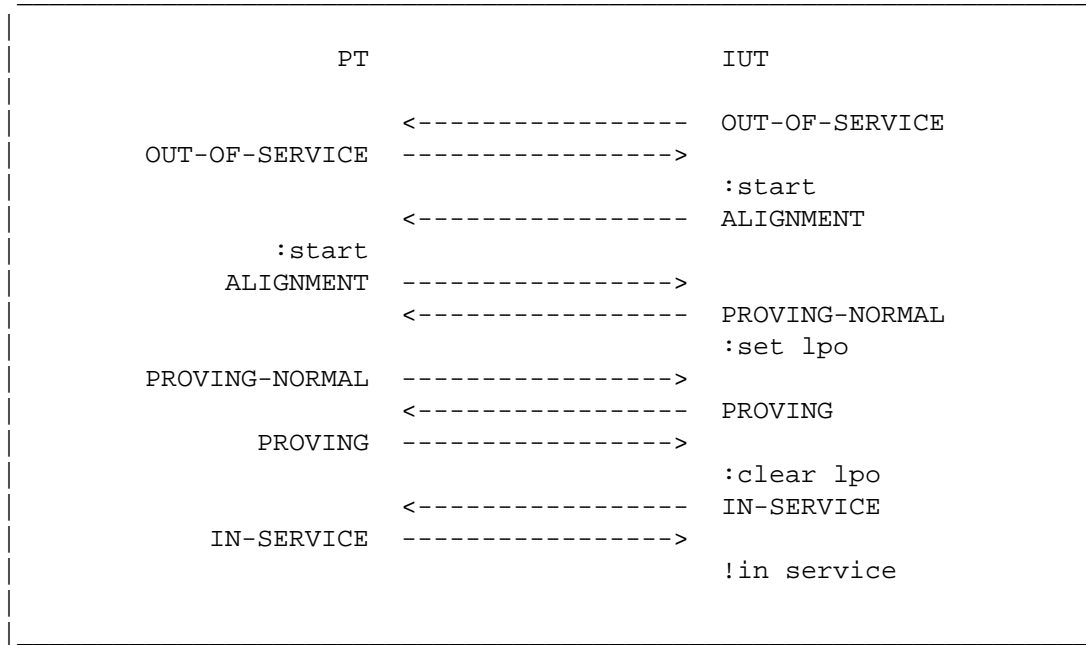 PT IUT
<----------------- OUT-OF-SERVICE
OUT-OF-SERVICE ----------------->
:start
<----------------- ALIGNMENT
:start
ALIGNMENT ----------------->
<----------------- PROVING-NORMAL
:set lpo
PROVING-NORMAL ----------------->
<----------------- PROVING
PROVING ----------------->
:clear lpo
<----------------- IN-SERVICE
IN-SERVICE ----------------->
!in service